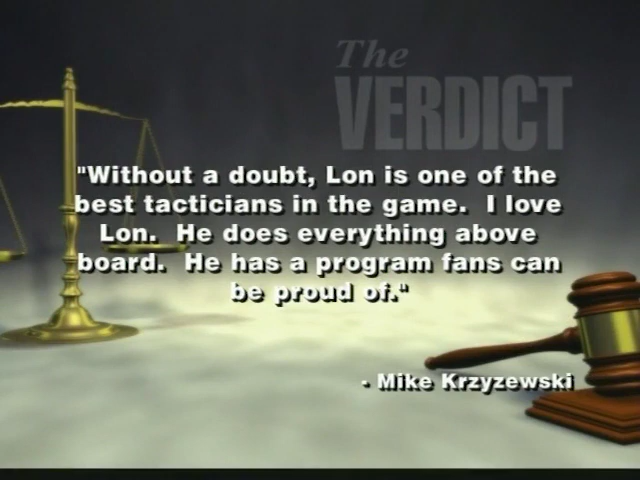 The
VERDICT
"Without a doubt, Lon is one of the
best tacticians in the game.  I love
Lon.  He does everything above
board.  He has a program fans can
be proud of."
- Mike Krzyzewski